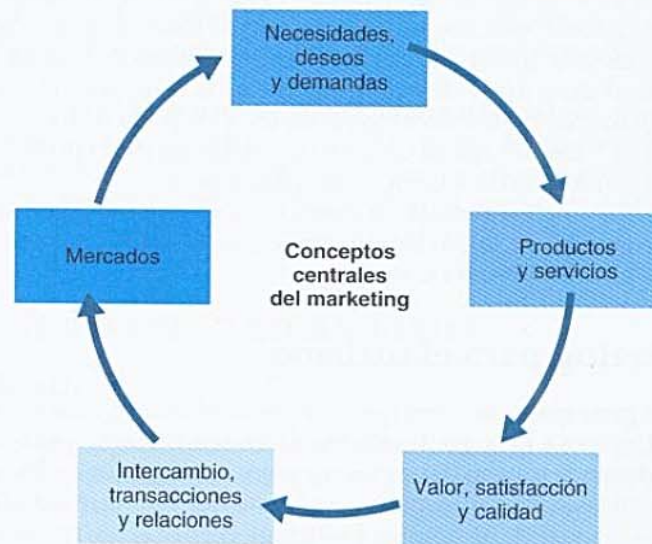 Necesidades,
deseos
y demandas
Mercados
Conceptos
centrales
del marketing
Productos
y servicios
Intercambio,
transacciones
y relaciones
Valor, satisfacción
y calidad